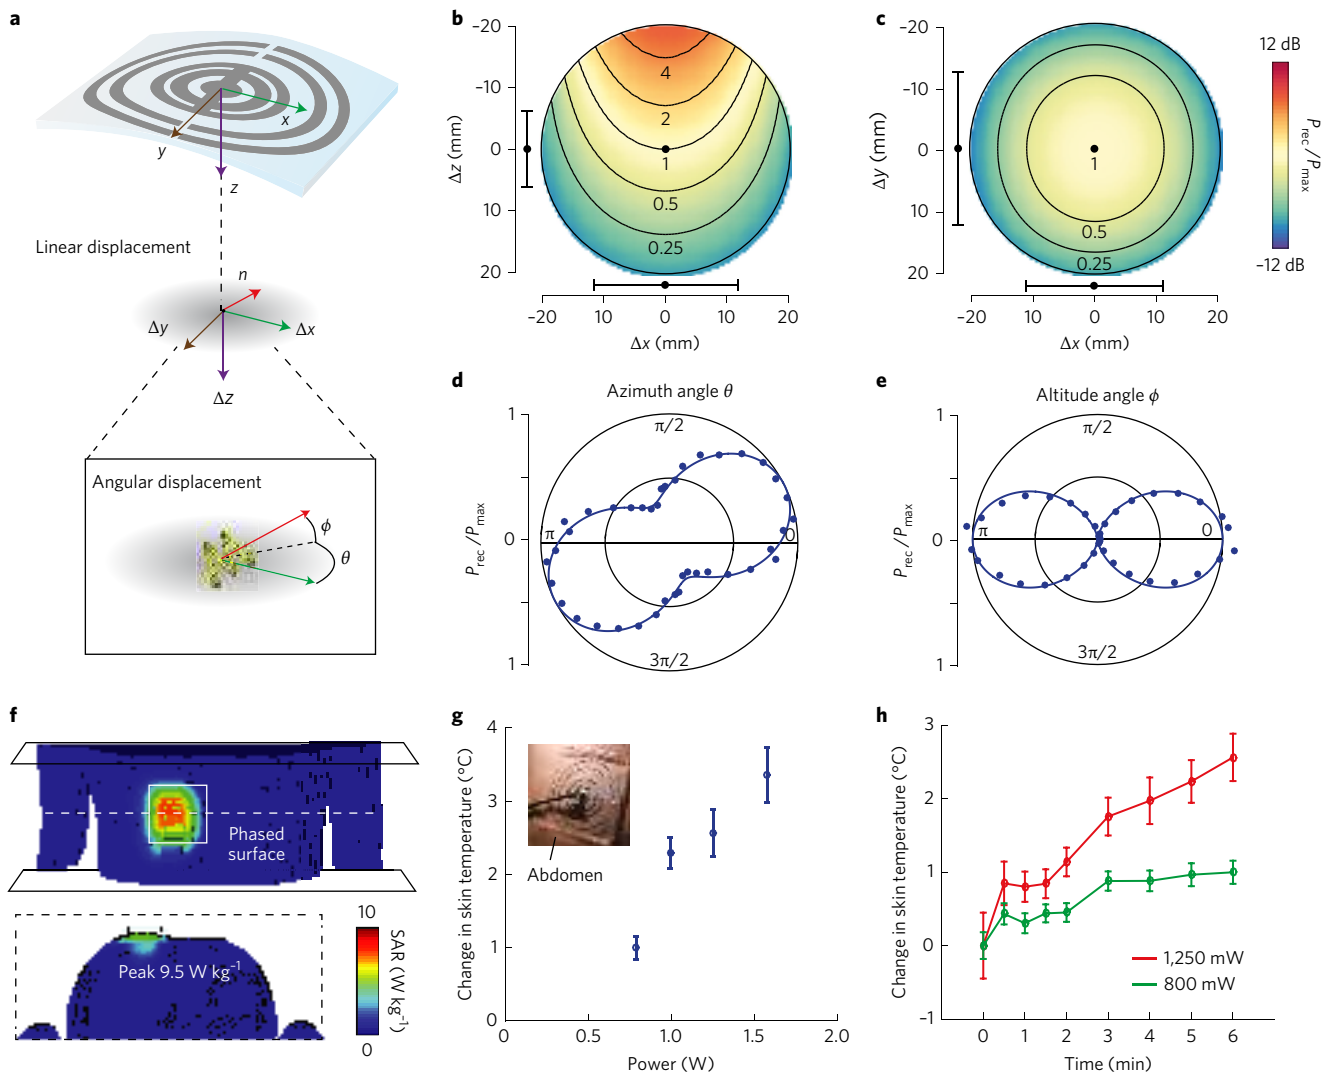 a
x
y
z
Linear displacement
n
Δy
Δx
Δz
Angular displacement
ϕ
θ
b
–20
–10
0
10
20
Δz (mm)
4
2
1
0.5
0.25
–20
10
0
10
20
Δx (mm)
c
–20
–10
0
10
20
Δy (mm)
1
0.5
0.25
–20
10
0
10
20
Δx (mm)
12 dB
P_rec/P_max
–12 dB
d
Azimuth angle θ
1
0
1
P_rec/P_max
π/2
π
0
3π/2
e
Altitude angle ϕ
1
0
1
P_rec/P_max
π/2
π
0
3π/2
f
Phased
surface
Peak 9.5 W kg⁻¹
10
SAR (W kg⁻¹)
0
g
4
3
2
1
0
Change in skin temperature (°C)
Abdomen
0
0.5
1.0
1.5
2.0
Power (W)
h
3
2
1
0
–1
Change in skin temperature (°C)
1,250 mW
800 mW
0
1
2
3
4
5
6
Time (min)